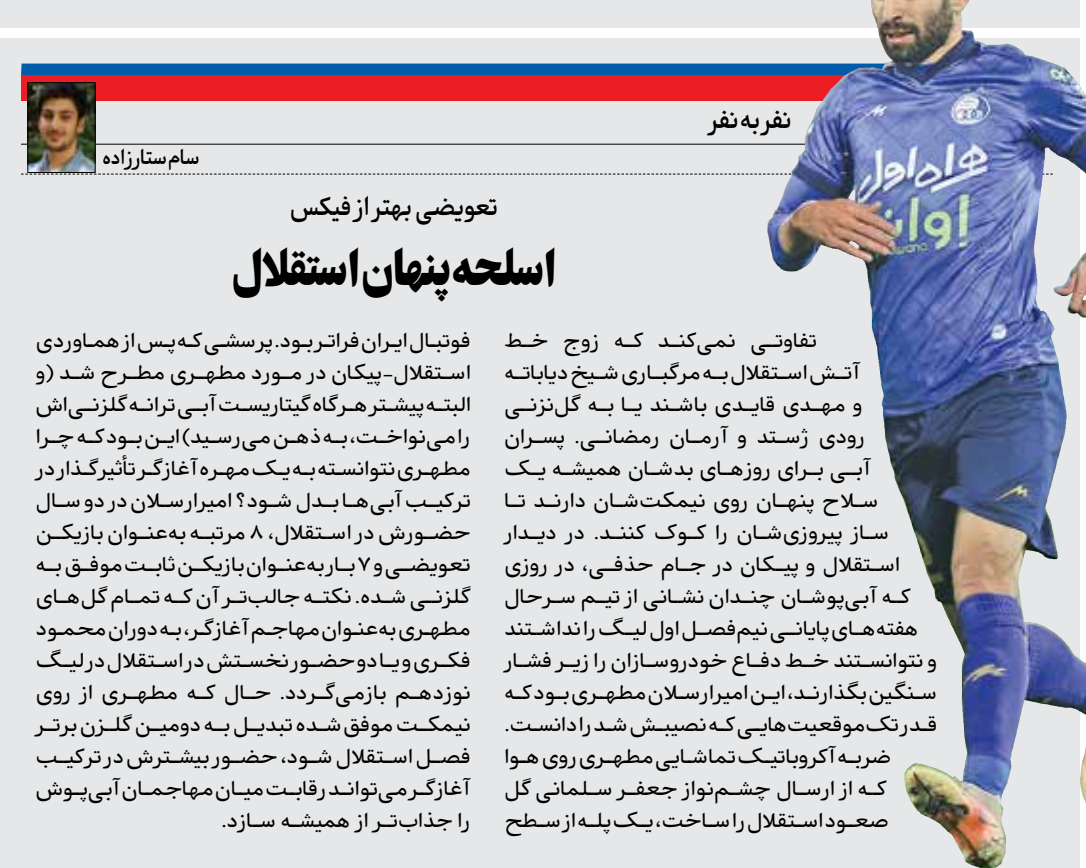 نفر به نفر
سام ستارزاده
تعویضی بهتر از فیکس
اسلحه پنهان استقلال
تفاوتی نمی‌کند که زوج خط
آتش استقلال به مرگباری شیخ دیاباته
و مهدی قایدی باشند یا به گل‌نزنی
رودی ژستد و آرمان رمضانی. پسران
آبی برای روزهای بدشان همیشه یک
سلاح پنهان روی نیمکت‌شان دارند تا
ساز پیروزی‌شان را کوک کنند. در دیدار
استقلال و پیکان در جام حذفی، در روزی
که آبی‌پوشان چندان نشانی از تیم سرحال
هفته‌های پایانی نیم‌فصل اول لیگ را نداشتند
و نتوانستند خط دفاع خودروسازان را زیر فشار
سنگین بگذارند، این امیرارسلان مطهری بود که
قدر تک‌موقعیت‌هایی که نصیبش شد را دانست.
ضربه آکروباتیک تماشایی مطهری روی هوا
که از ارسال چشم‌نواز جعفر سلمانی گل
صعود استقلال را ساخت، یک پله از سطح
فوتبال ایران فراتر بود. پرسشی که پس از هماوردی
استقلال-پیکان در مورد مطهری مطرح شد (و
البته پیشتر هرگاه گیتاریست آبی ترانه گلزنی‌اش
را می‌نواخت، به ذهن می‌رسید) این بود که چرا
مطهری نتوانسته به یک مهره آغازگر تأثیرگذار در
ترکیب آبی‌ها بدل شود؟ امیرارسلان در دو سال
حضورش در استقلال، ۸ مرتبه به‌عنوان بازیکن
تعویضی و ۷ بار به‌عنوان بازیکن ثابت موفق به
گلزنی شده. نکته جالب‌تر آن که تمام گل‌های
مطهری به‌عنوان مهاجم آغازگر، به دوران محمود
فکری و یا دو حضور نخستش در استقلال در لیگ
نوزدهم بازمی‌گردد. حال که مطهری از روی
نیمکت موفق شده تبدیل به دومین گلزن برتر
فصل استقلال شود، حضور بیشترش در ترکیب
آغازگر می‌تواند رقابت میان مهاجمان آبی‌پوش
را جذاب‌تر از همیشه سازد.
همراه اول